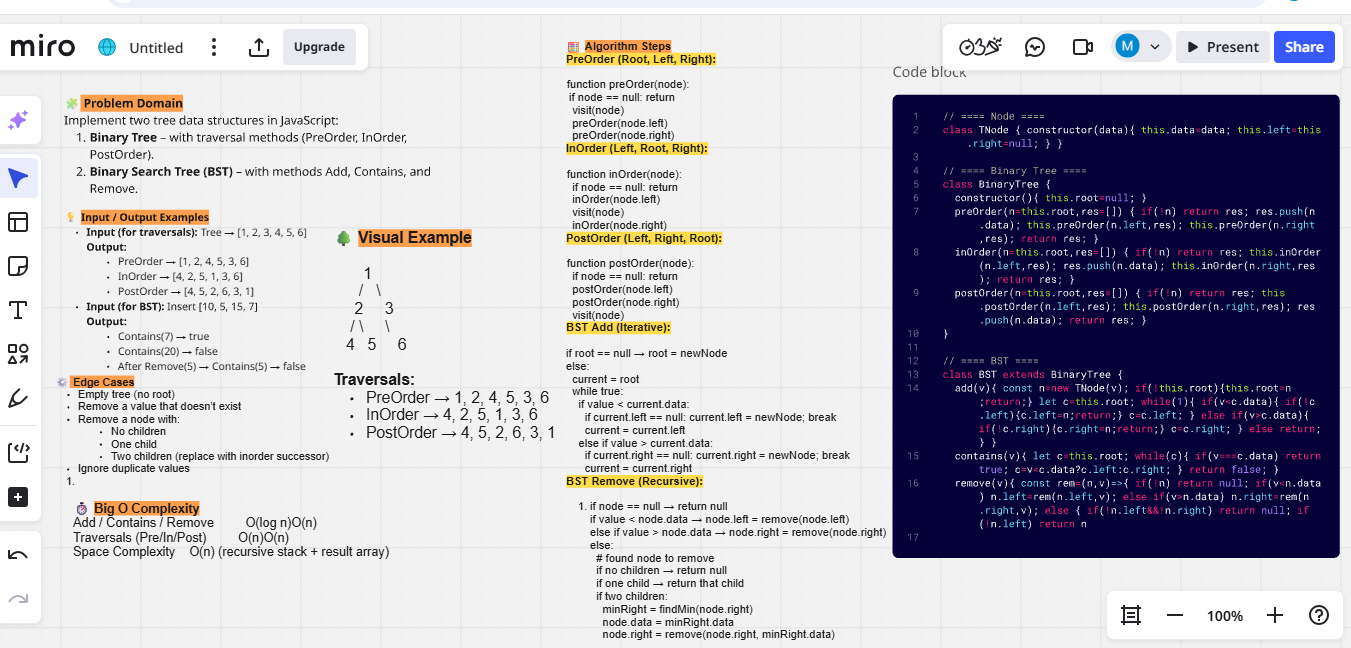 miro
Untitled
Upgrade
M
Present
Share
Problem Domain
Implement two tree data structures in JavaScript:
1. Binary Tree – with traversal methods (PreOrder, InOrder,
PostOrder).
2. Binary Search Tree (BST) – with methods Add, Contains, and
Remove.
Input / Output Examples
• Input (for traversals): Tree → [1, 2, 3, 4, 5, 6]
Output:
• PreOrder → [1, 2, 4, 5, 3, 6]
• InOrder → [4, 2, 5, 1, 3, 6]
• PostOrder → [4, 5, 2, 6, 3, 1]
• Input (for BST): Insert [10, 5, 15, 7]
Output:
• Contains(7) → true
• Contains(20) → false
• After Remove(5) → Contains(5) → false
Edge Cases
• Empty tree (no root)
• Remove a value that doesn't exist
• Remove a node with:
• No children
• One child
• Two children (replace with inorder successor)
• Ignore duplicate values
1.
Big O Complexity
Add / Contains / Remove O(log n)O(n)
Traversals (Pre/In/Post) O(n)O(n)
Space Complexity O(n) (recursive stack + result array)
Visual Example
1
/ \
2 3
/ \ \
4 5 6
Traversals:
• PreOrder → 1, 2, 4, 5, 3, 6
• InOrder → 4, 2, 5, 1, 3, 6
• PostOrder → 4, 5, 2, 6, 3, 1
Algorithm Steps
PreOrder (Root, Left, Right):
function preOrder(node):
if node == null: return
visit(node)
preOrder(node.left)
preOrder(node.right)
InOrder (Left, Root, Right):
function inOrder(node):
if node == null: return
inOrder(node.left)
visit(node)
inOrder(node.right)
PostOrder (Left, Right, Root):
function postOrder(node):
if node == null: return
postOrder(node.left)
postOrder(node.right)
visit(node)
BST Add (Iterative):
if root == null → root = newNode
else:
current = root
while true:
if value < current.data:
if current.left == null: current.left = newNode; break
current = current.left
else if value > current.data:
if current.right == null: current.right = newNode; break
current = current.right
BST Remove (Recursive):
1. if node == null → return null
if value < node.data → node.left = remove(node.left)
else if value > node.data → node.right = remove(node.right)
else:
# found node to remove
if no children → return null
if one child → return that child
if two children:
minRight = findMin(node.right)
node.data = minRight.data
node.right = remove(node.right, minRight.data)
Code block
1 // ==== Node ====
2 class TNode { constructor(data){ this.data=data; this.left=this
.right=null; } }
3
4 // ==== Binary Tree ====
5 class BinaryTree {
6 constructor(){ this.root=null; }
7 preOrder(n=this.root,res=[]) { if(!n) return res; res.push(n
.data); this.preOrder(n.left,res); this.preOrder(n.right
,res); return res; }
8 inOrder(n=this.root,res=[]) { if(!n) return res; this.inOrder
(n.left,res); res.push(n.data); this.inOrder(n.right,res
); return res; }
9 postOrder(n=this.root,res=[]) { if(!n) return res; this
.postOrder(n.left,res); this.postOrder(n.right,res); res
.push(n.data); return res; }
10 }
11
12 // ==== BST ====
13 class BST extends BinaryTree {
14 add(v){ const n=new TNode(v); if(!this.root){this.root=n
;return;} let c=this.root; while(1){ if(v<c.data){ if(!c
.left){c.left=n;return;} c=c.left; } else if(v>c.data){
if(!c.right){c.right=n;return;} c=c.right; } else return;
} }
15 contains(v){ let c=this.root; while(c){ if(v===c.data) return
true; c=v<c.data?c.left:c.right; } return false; }
16 remove(v){ const rem=(n,v)=>{ if(!n) return null; if(v<n.data
) n.left=rem(n.left,v); else if(v>n.data) n.right=rem(n
.right,v); else { if(!n.left&&!n.right) return null; if
(!n.left) return n
17
100%